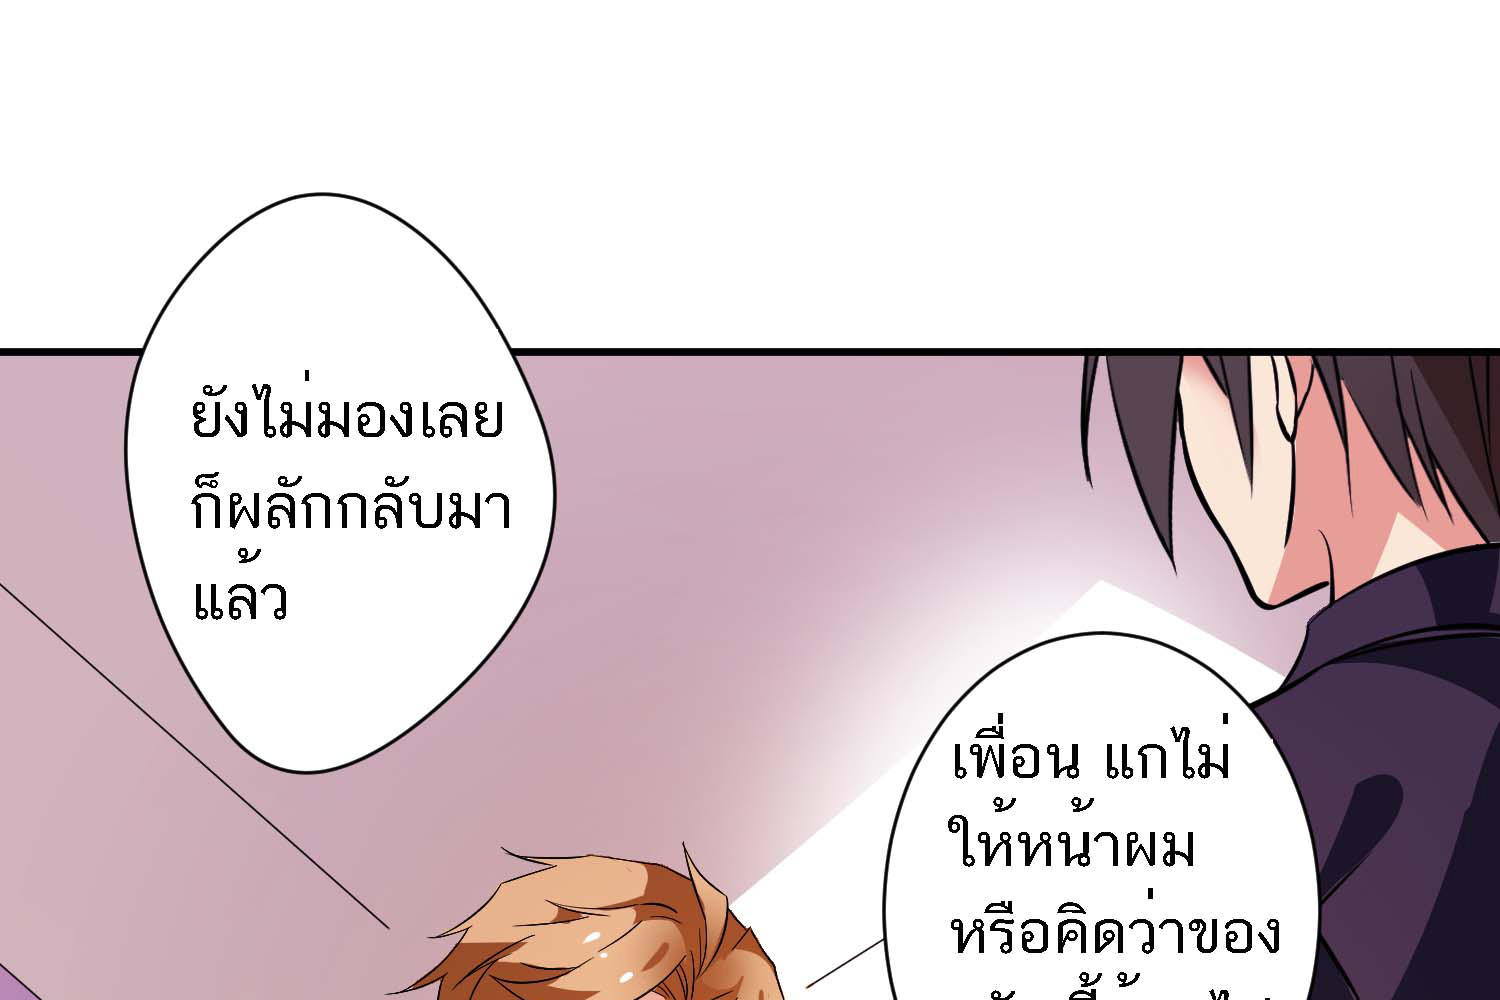 ยังไม่มองเลย
ก็ผลักกลับมา
แล้ว
เพื่อน แกไม่
ให้หน้าผม
หรือคิดว่าของ